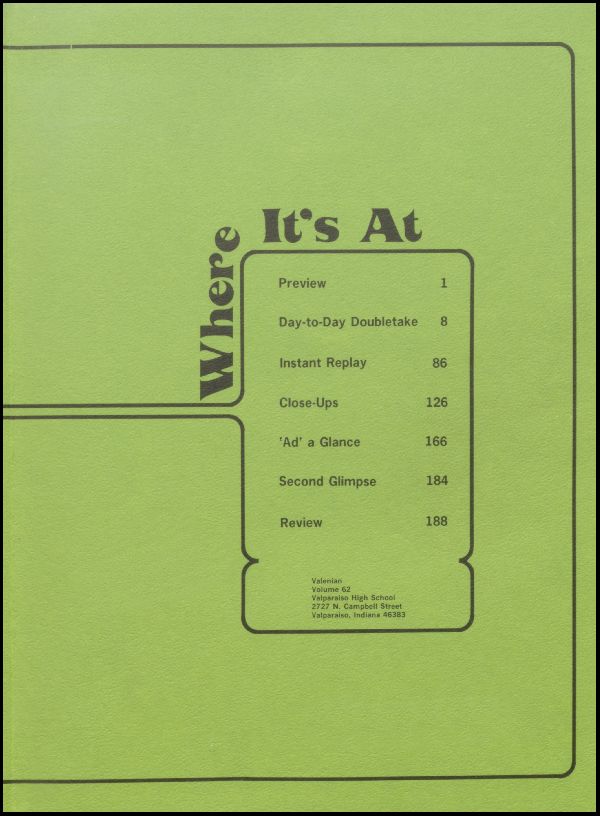 Where
It's At
Preview 1
Day-to-Day Doubletake 8
Instant Replay 86
Close-Ups 126
'Ad' a Glance 166
Second Glimpse 184
Review 188
Valenian
Volume 62
Valparaiso High School
2727 N. Campbell Street
Valparaiso, Indiana 46383